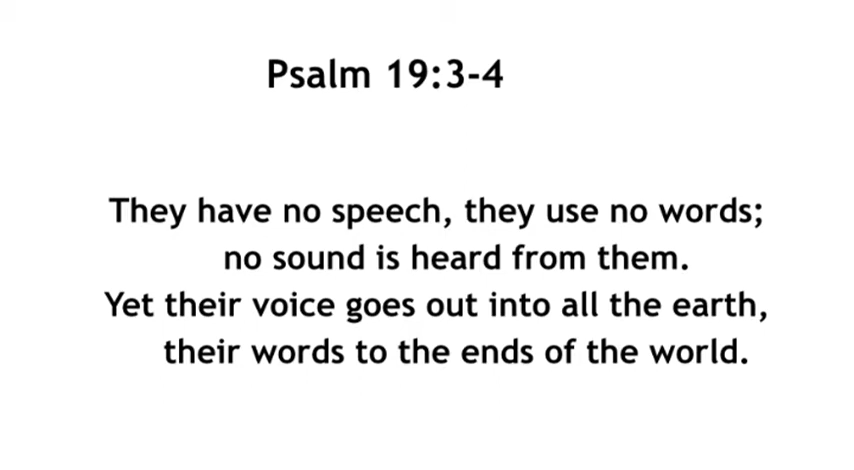 Psalm 19:3-4
They have no speech, they use no words;
no sound is heard from them.
Yet their voice goes out into all the earth,
their words to the ends of the world.